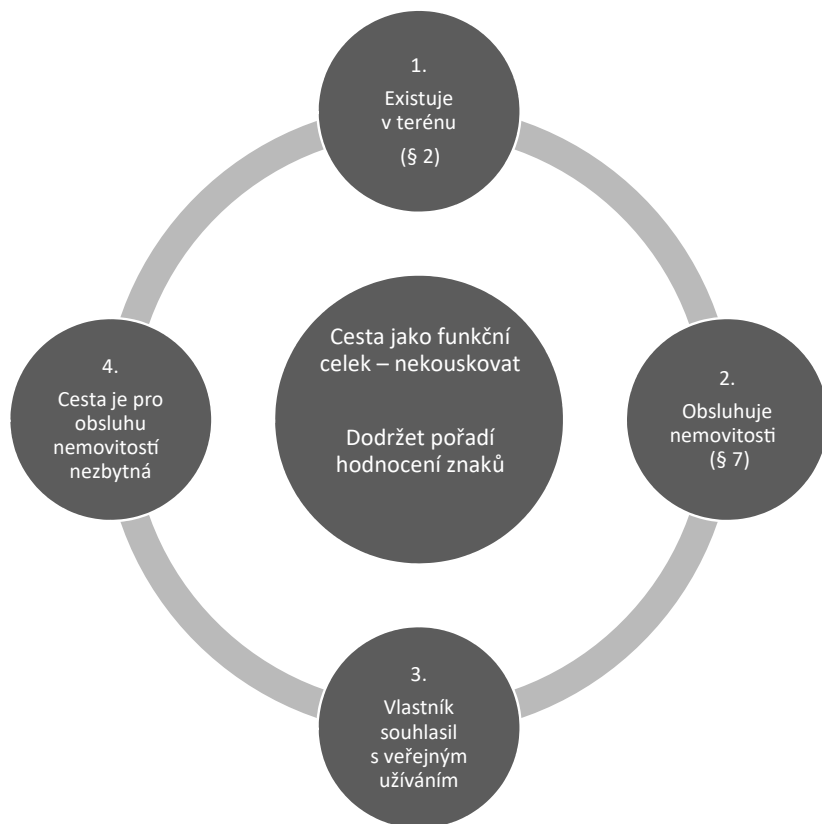 1.
Existuje
v terénu
(§ 2)
Cesta jako funkční
celek – nekouskovat
Dodržet pořadí
hodnocení znaků
2.
Obsluhuje
nemovitosti
(§ 7)
3.
Vlastník
souhlasil
s veřejným
užíváním
4.
Cesta je pro
obsluhu
nemovitostí
nezbytná